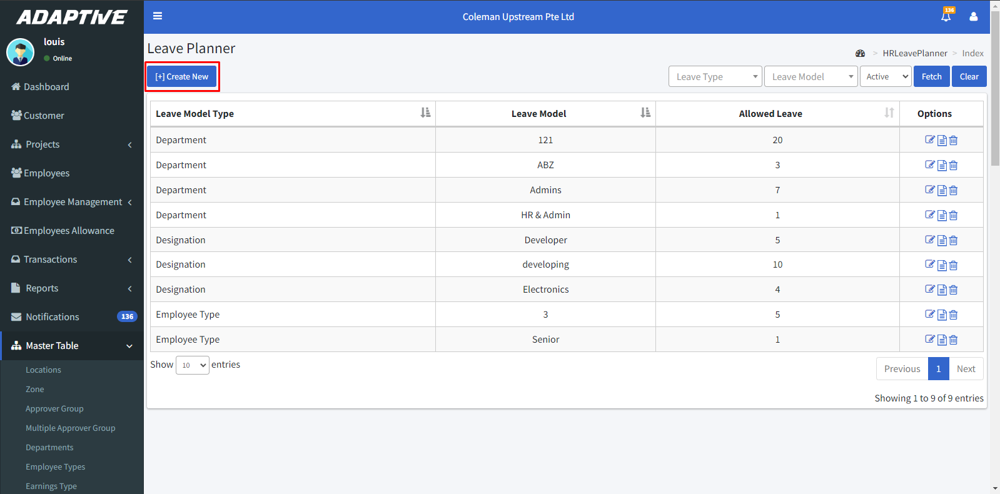 ADAPTIVE
Coleman Upstream Pte Ltd
136
louis
Online
Leave Planner
> HRLeavePlanner > Index
[+] Create New
Leave Type
Leave Model
Active
Fetch
Clear
Dashboard
Customer
Projects
Employees
Employee Management
Employees Allowance
Transactions
Reports
Notifications 136
Master Table
Locations
Zone
Approver Group
Multiple Approver Group
Departments
Employee Types
Earnings Type
Leave Model Type Leave Model Allowed Leave Options
Department 121 20
Department ABZ 3
Department Admins 7
Department HR & Admin 1
Designation Developer 5
Designation developing 10
Designation Electronics 4
Employee Type 3 5
Employee Type Senior 1
Show 10 entries
Previous 1 Next
Showing 1 to 9 of 9 entries